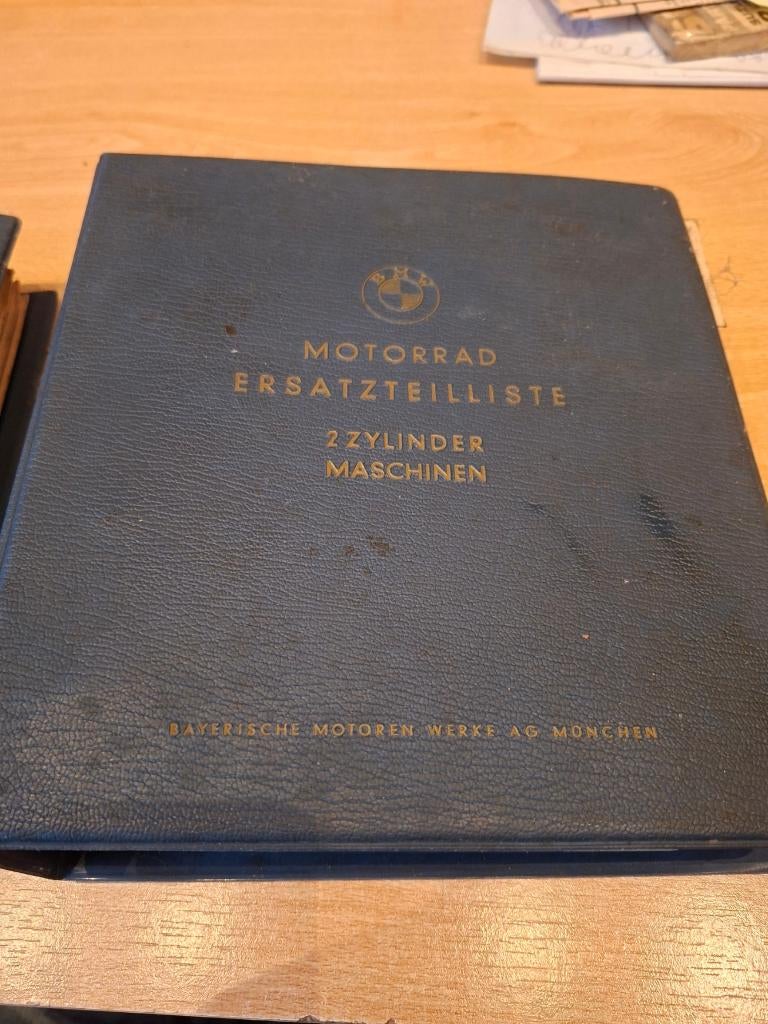 BMW
MOTORRAD
ERSATZTEILLISTE
2 ZYLINDER
MASCHINEN
BAYERISCHE MOTOREN WERKE AG MÜNCHEN